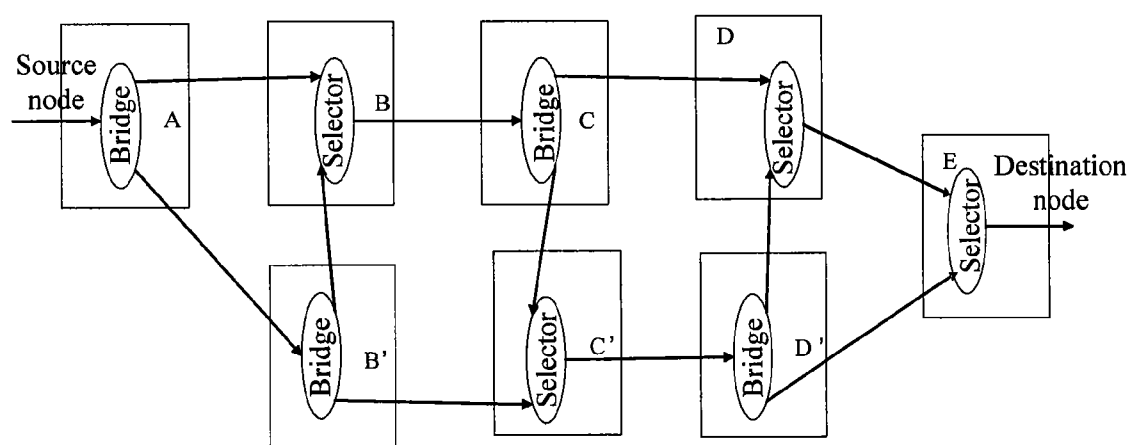 Source
node
Bridge
A
Selector
B
Bridge
C
D
Selector
E
Selector
Destination
node
Bridge
B'
Selector
C'
Bridge
D'